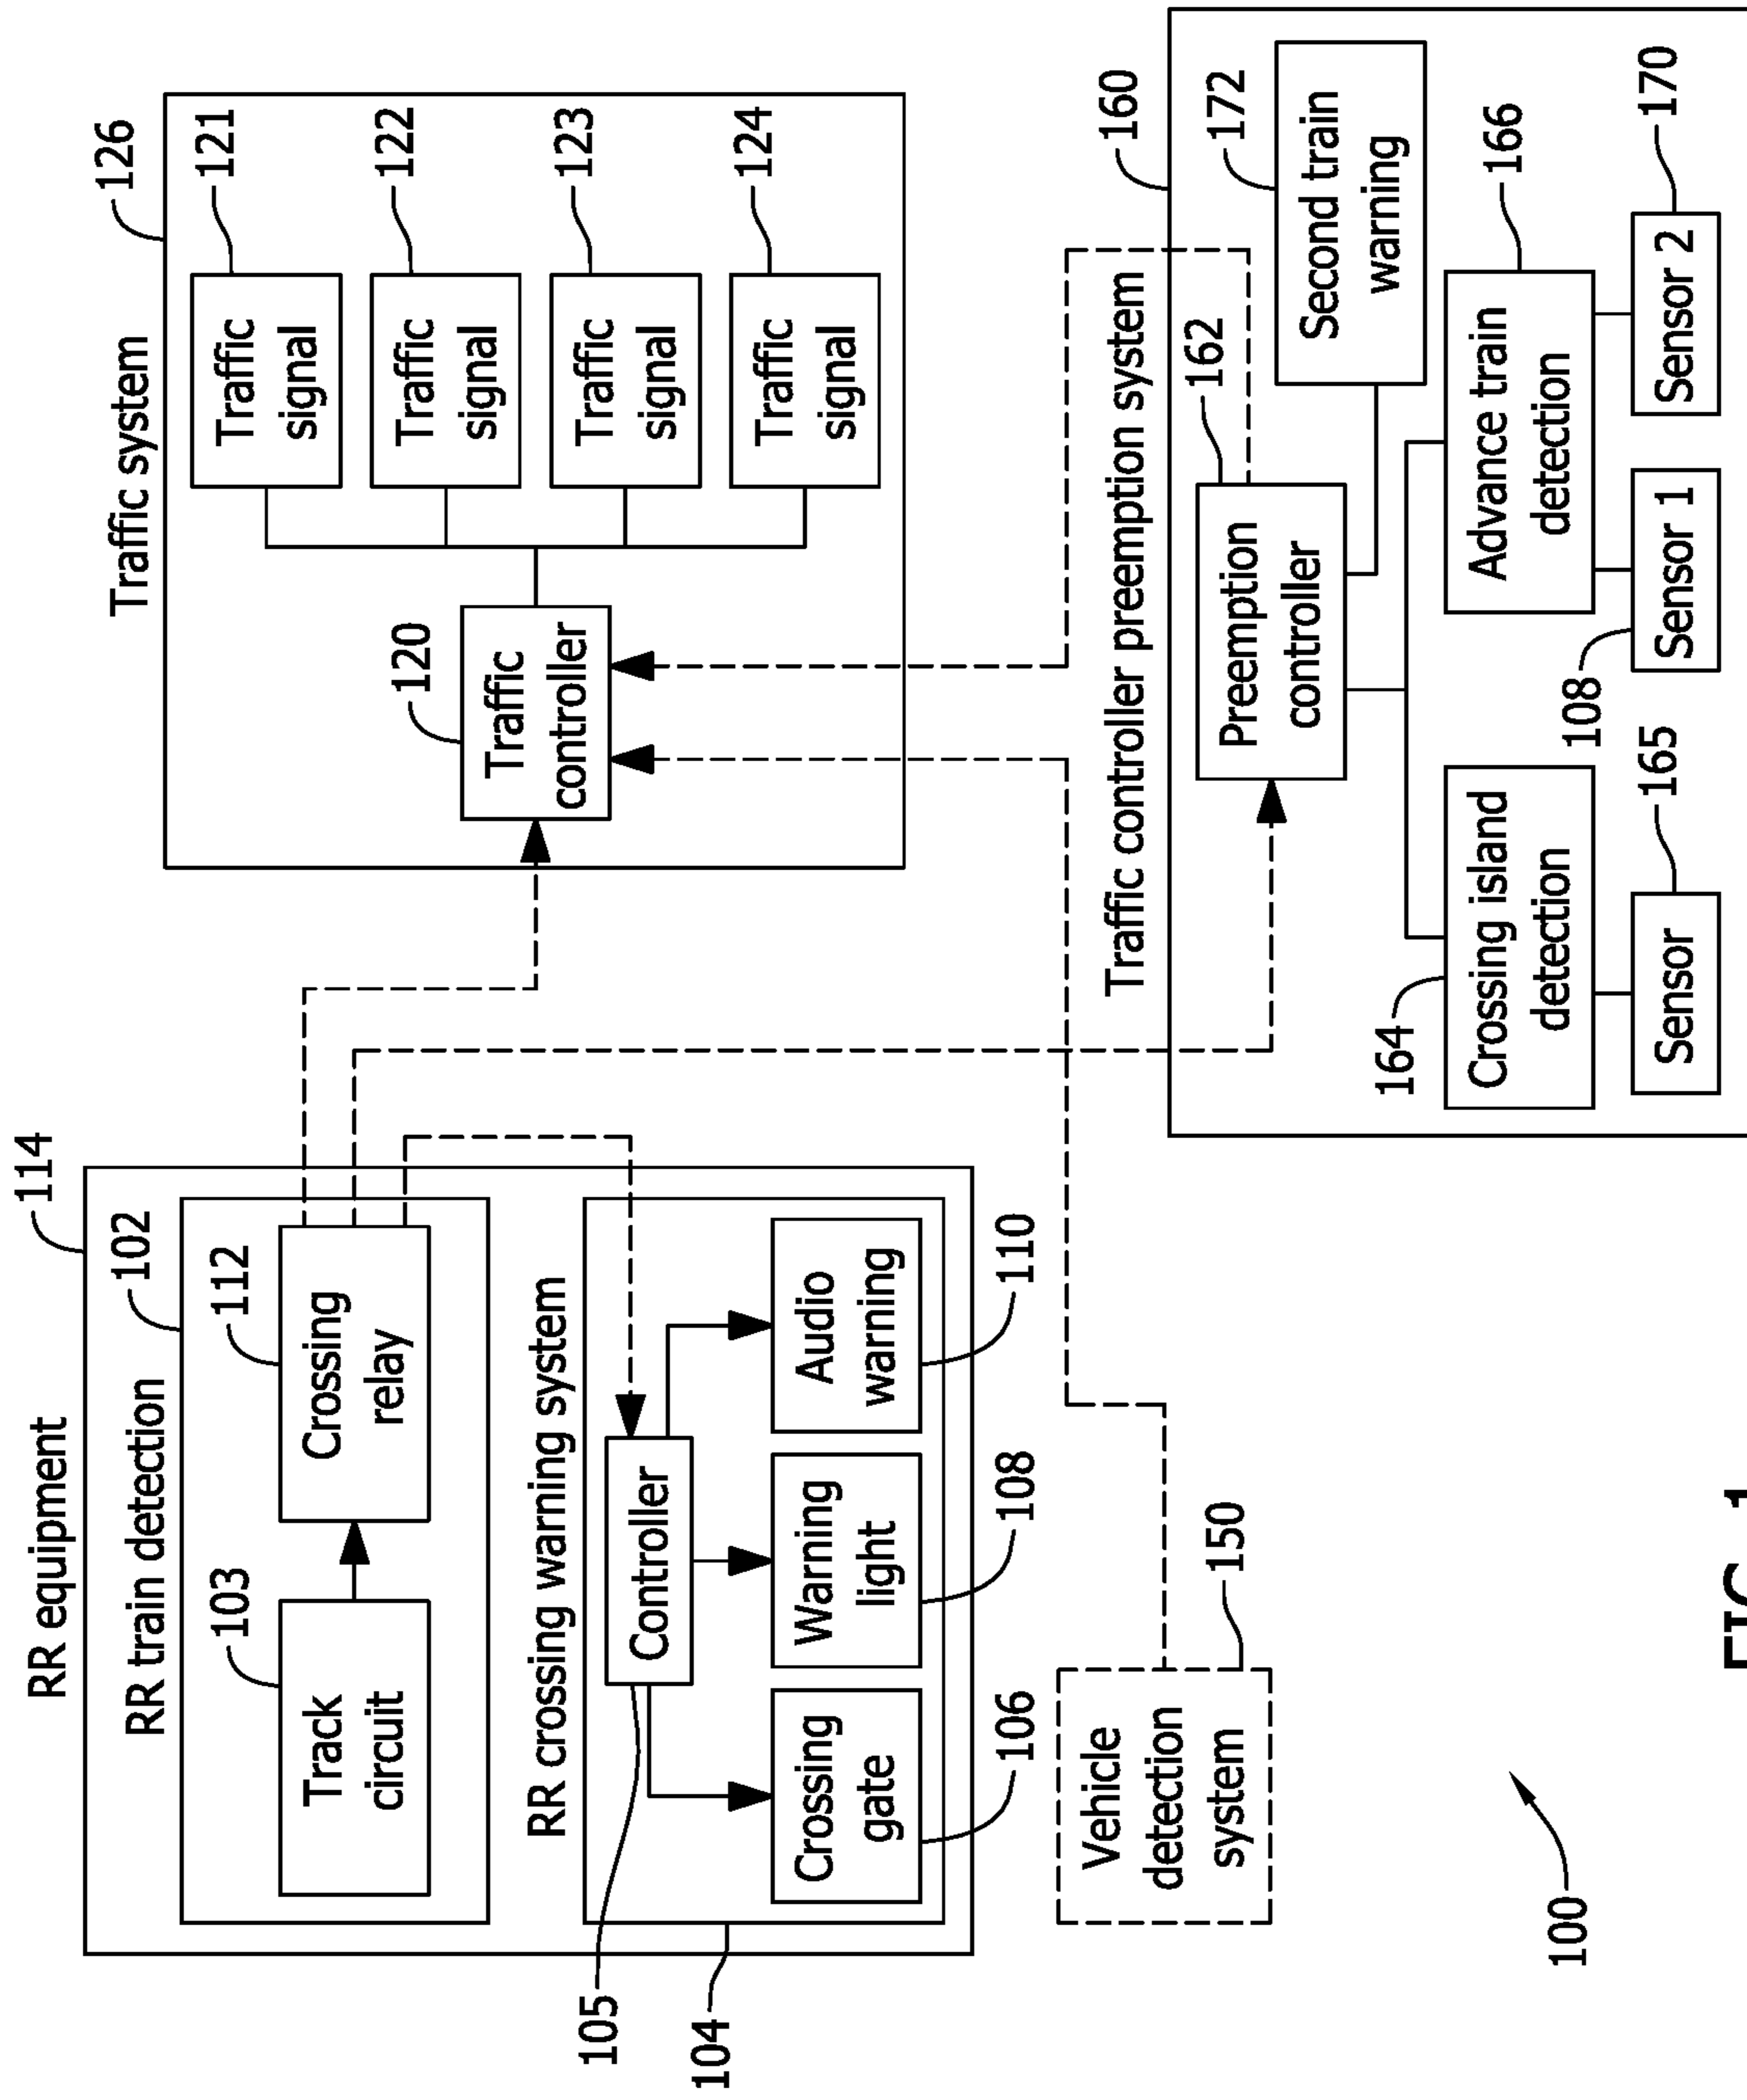 RR equipment
114
RR train detection
102
103
112
Track
circuit
Crossing
relay
RR crossing warning system
105
104
Controller
Crossing
gate
Warning
light
Audio
warning
106
108
110
Vehicle
detection
system
150
Traffic system
126
120
Traffic
controller
Traffic
signal
121
Traffic
signal
122
Traffic
signal
123
Traffic
signal
124
Traffic controller preemption system
160
162
Preemption
controller
172
Second train
warning
164
Crossing island
detection
166
Advance train
detection
165
Sensor
108
Sensor 1
170
Sensor 2
100
FIG. 1